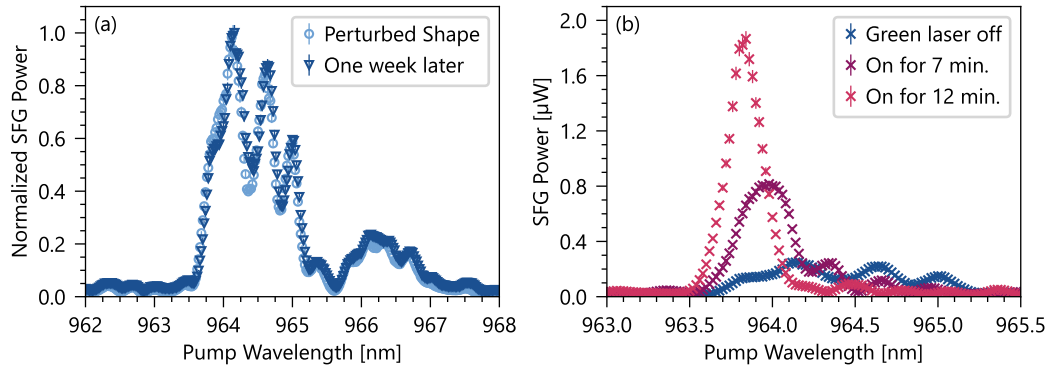 (a)
Perturbed Shape
One week later
Normalized SFG Power
1.0
0.8
0.6
0.4
0.2
0.0
962 963 964 965 966 967 968
Pump Wavelength [nm]
(b)
Green laser off
On for 7 min.
On for 12 min.
SFG Power [µW]
2.0
1.6
1.2
0.8
0.4
0.0
963.0 963.5 964.0 964.5 965.0 965.5
Pump Wavelength [nm]